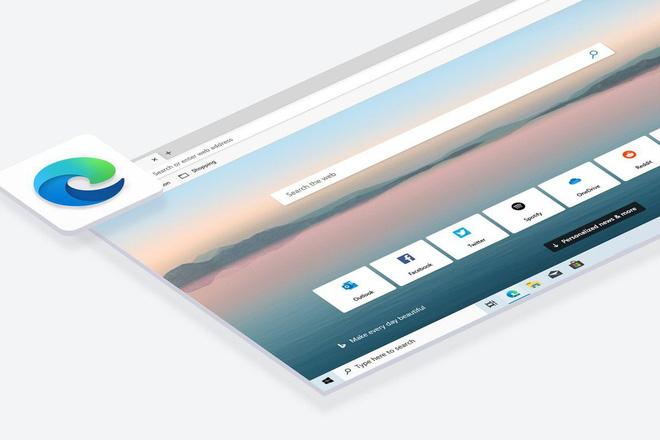 Search or enter web address
Shopping
Search the web
Outlook
Facebook
Twitter
Spotify
OneDrive
Reddit
Personalized news & more
Make every day beautiful
Type here to search